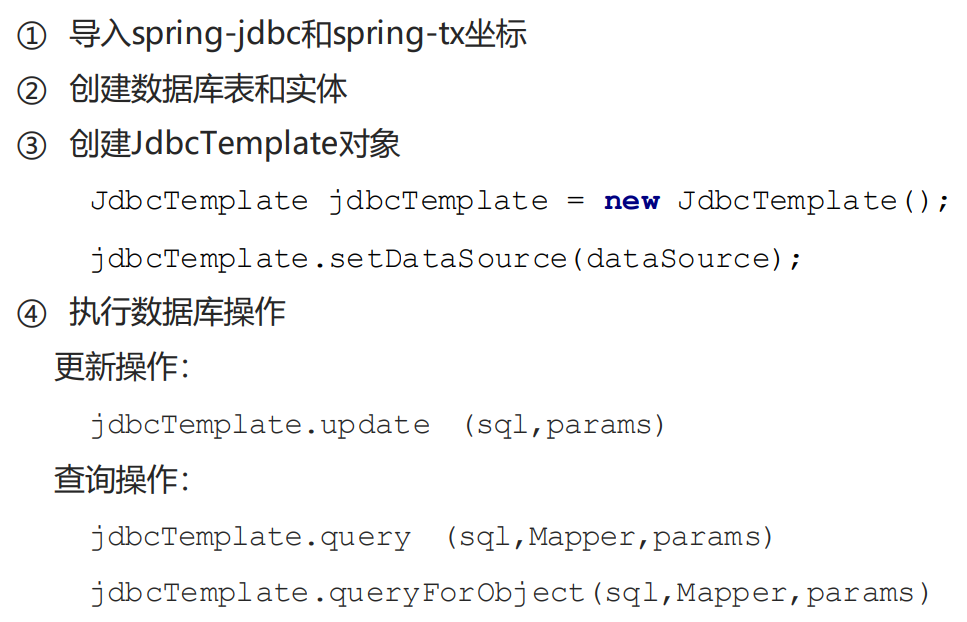 ① 导入spring-jdbc和spring-tx坐标
② 创建数据库表和实体
③ 创建JdbcTemplate对象
JdbcTemplate jdbcTemplate = new JdbcTemplate();
jdbcTemplate.setDataSource(dataSource);
④ 执行数据库操作
更新操作：
jdbcTemplate.update (sql,params)
查询操作：
jdbcTemplate.query (sql,Mapper,params)
jdbcTemplate.queryForObject(sql,Mapper,params)